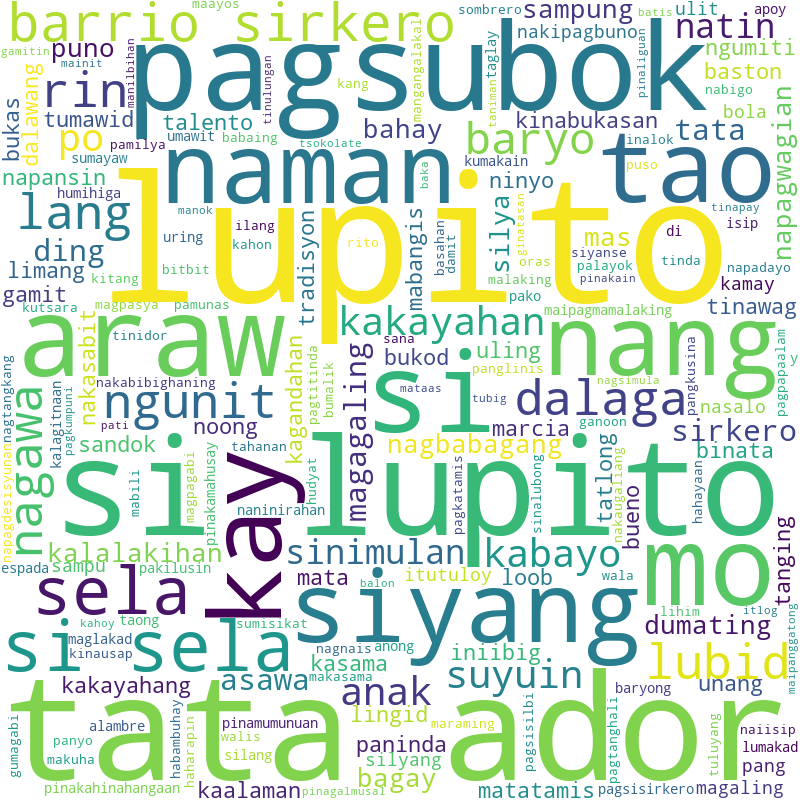 barrio sirkero
maayos
sombrero
sampung
batis
ulit
apoy
gamitin
puno
mainit
rin
dalawang
manilbihan
tinulungan
pagsubok
kang
mangangalakal
taglay
taniman
nakipagbuno
pinaliguan
natin
ngumiti
nabigo
baston
bukas
tumawid
talento
po
pamilya
umawit
babaing
bahay
baryo
kinabukasan
tata
bola
sumayaw
tsokolate
inalok
napansin
naman
baka
kumakain
ninyo
puso
tao
napagwagian
humihiga
lupito
lang
manok
ilang
uring
kahon
tradisyon
rito
mabangis
basahan
damit
silya
ginatasan
mas
di
isip
tinapay
siyanse
ding
limang
kitang
bitbit
oras
palayok
tinda
napadayo
malaking
pinakain
kamay
gamit
magpasya
pamunas
pako
maipagmamalaking
tinawag
kutsara
araw
nakasabit
tinidor
kakayahan
sana
nang
kagandahan
pagtitinda
bumalik
bukod
uling
panglinis
nagsimula
pangkusina
pagpapaalam
y
nagtangkang
kalagitnaan
pagkumpuni
nakabibighaning
ngunit
magagaling
mataas
tubig
si
dalaga
nasalo
napagdesisyunan
nagawa
pati
noong
marcia
ganoon
sirkero
sandok
tahanan
nagbabagang
binata
mabili
magpagabi
pinakamahusay
si lupito
hudyat
naninirahan
pagkatamis
sinalubong
tatlong
nakaugaliang
bueno
hahayaan
kay
kalalakihan
sinimulan
kabayo
tanging
espada
sampu
pakilusin
mata
balon
itutuloy
loob
wala
mo
sela
siyang
lihim
itlog
maipanggatong
kahoy
taong
sumisikat
dumating
maglakad
kinausap
si sela
nagnais
anong
iniibig
kasama
makasama
lubid
asawa
suyuin
kakayahang
anak
baryong
unang
gumagabi
tata ador
alambre
pinamumunuan
lingid
maraming
pagsisilbi
pagtanghali
tuluyang
naiisip
panyo
habambuhay
walis
haharapin
paninda
lumakad
makuha
silang
silyang
pang
pinakahinahangaan
kaalaman
pinagalmusal
bagay
matatamis
pagsisirkero
magaling